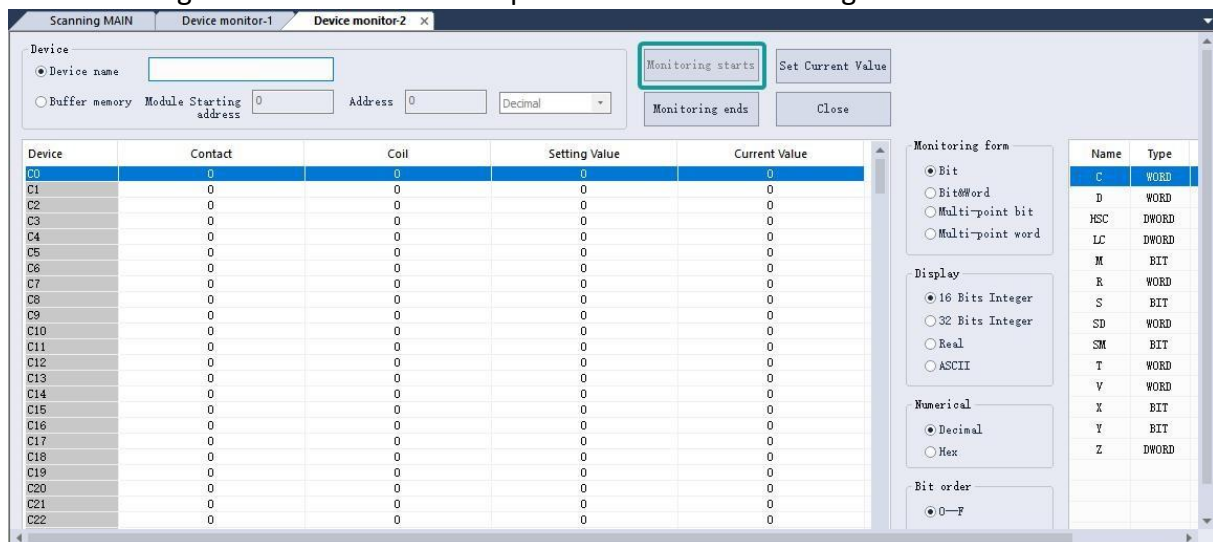 Scanning MAIN Device monitor-1 Device monitor-2 ×
Device
Device name
Monitoring starts Set Current Value
Buffer memory Module Starting address 0 Address 0 Decimal
Monitoring ends Close
Device Contact Coil Setting Value Current Value
C0 0 0 0 0
C1 0 0 0 0
C2 0 0 0 0
C3 0 0 0 0
C4 0 0 0 0
C5 0 0 0 0
C6 0 0 0 0
C7 0 0 0 0
C8 0 0 0 0
C9 0 0 0 0
C10 0 0 0 0
C11 0 0 0 0
C12 0 0 0 0
C13 0 0 0 0
C14 0 0 0 0
C15 0 0 0 0
C16 0 0 0 0
C17 0 0 0 0
C18 0 0 0 0
C19 0 0 0 0
C20 0 0 0 0
C21 0 0 0 0
C22 0 0 0 0
Monitoring form
Bit
Bit&Word
Multi-point bit
Multi-point word
Display
16 Bits Integer
32 Bits Integer
Real
ASCII
Numerical
Decimal
Hex
Bit order
0—F
Name Type
C WORD
D WORD
HSC DWORD
LC DWORD
M BIT
R WORD
S BIT
SD WORD
SM BIT
T WORD
V WORD
X BIT
Y BIT
Z DWORD